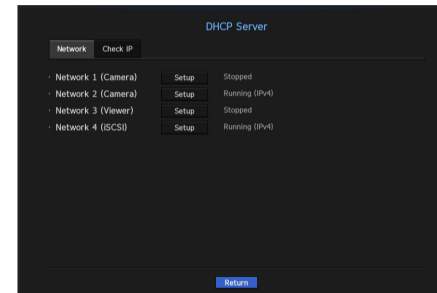 DHCP Server
Network Check IP
· Network 1 (Camera) Setup Stopped
· Network 2 (Camera) Setup Running (IPv4)
· Network 3 (Viewer) Setup Stopped
· Network 4 (iSCSI) Setup Running (IPv4)
Return